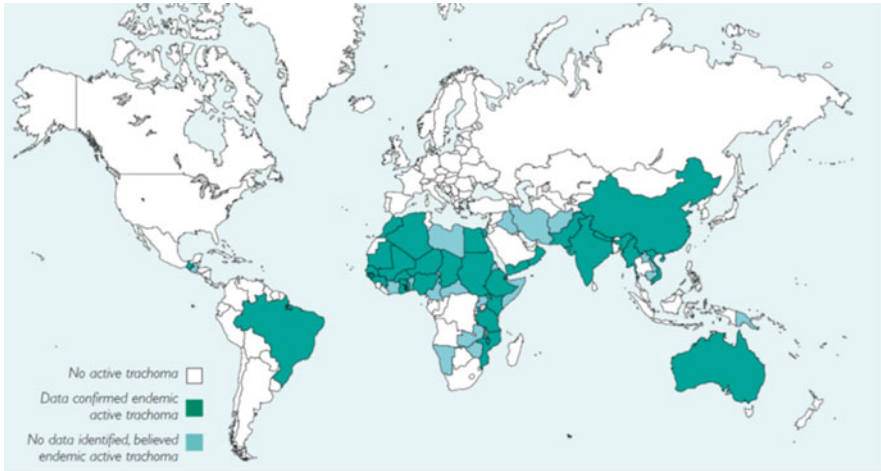 No active trachoma
Data confirmed endemic
active trachoma
No data identified, believed
endemic active trachoma